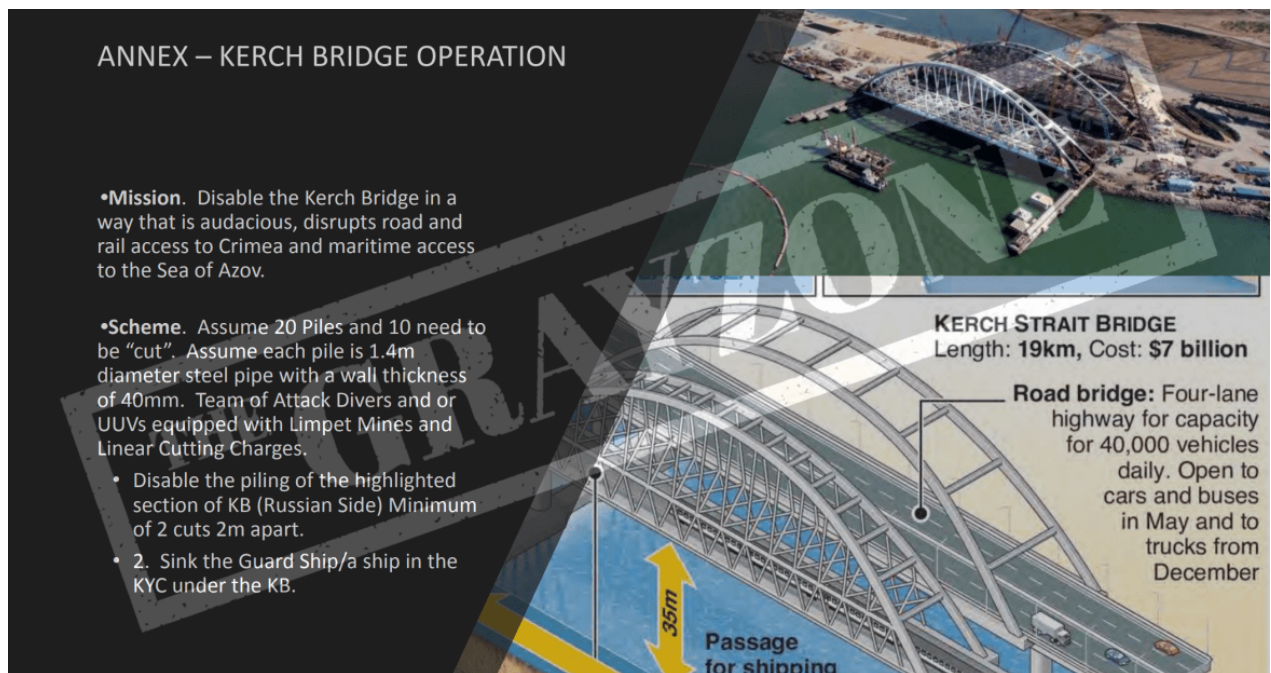 ANNEX – KERCH BRIDGE OPERATION
•Mission. Disable the Kerch Bridge in a
way that is audacious, disrupts road and
rail access to Crimea and maritime access
to the Sea of Azov.
•Scheme. Assume 20 Piles and 10 need to
be “cut”. Assume each pile is 1.4m
diameter steel pipe with a wall thickness
of 40mm. Team of Attack Divers and or
UUVs equipped with Limpet Mines and
Linear Cutting Charges.
• Disable the piling of the highlighted
section of KB (Russian Side) Minimum
of 2 cuts 2m apart.
• 2. Sink the Guard Ship/a ship in the
KYC under the KB.
THE GRAYZONE
KERCH STRAIT BRIDGE
Length: 19km, Cost: $7 billion
Road bridge: Four-lane
highway for capacity
for 40,000 vehicles
daily. Open to
cars and buses
in May and to
trucks from
December
35m
Passage
for shipping